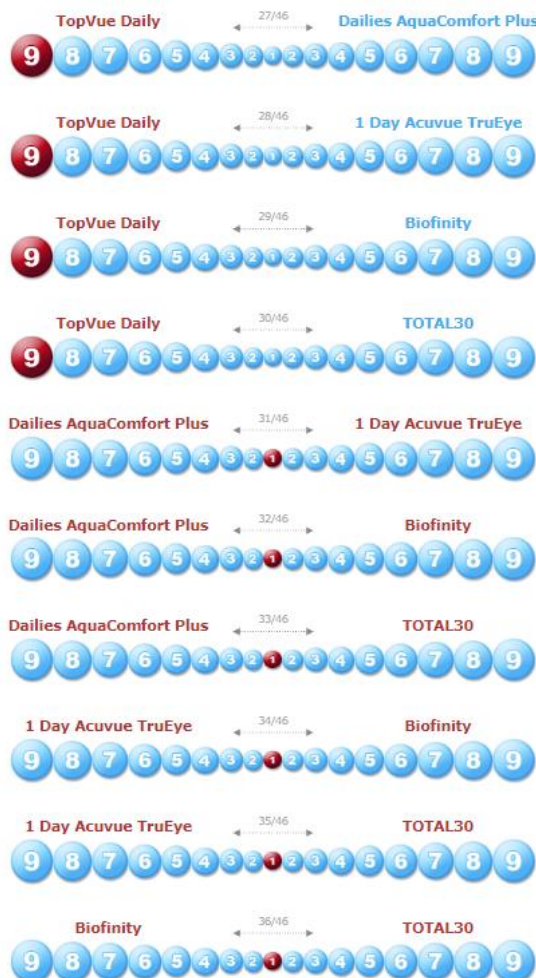 27/46
TopVue Daily Dailies AquaComfort Plus
9 8 7 6 5 4 3 2 1 2 3 4 5 6 7 8 9
28/46
TopVue Daily 1 Day Acuvue TruEye
9 8 7 6 5 4 3 2 1 2 3 4 5 6 7 8 9
29/46
TopVue Daily Biofinity
9 8 7 6 5 4 3 2 1 2 3 4 5 6 7 8 9
30/46
TopVue Daily TOTAL30
9 8 7 6 5 4 3 2 1 2 3 4 5 6 7 8 9
31/46
Dailies AquaComfort Plus 1 Day Acuvue TruEye
9 8 7 6 5 4 3 2 1 2 3 4 5 6 7 8 9
32/46
Dailies AquaComfort Plus Biofinity
9 8 7 6 5 4 3 2 1 2 3 4 5 6 7 8 9
33/46
Dailies AquaComfort Plus TOTAL30
9 8 7 6 5 4 3 2 1 2 3 4 5 6 7 8 9
34/46
1 Day Acuvue TruEye Biofinity
9 8 7 6 5 4 3 2 1 2 3 4 5 6 7 8 9
35/46
1 Day Acuvue TruEye TOTAL30
9 8 7 6 5 4 3 2 1 2 3 4 5 6 7 8 9
36/46
Biofinity TOTAL30
9 8 7 6 5 4 3 2 1 2 3 4 5 6 7 8 9